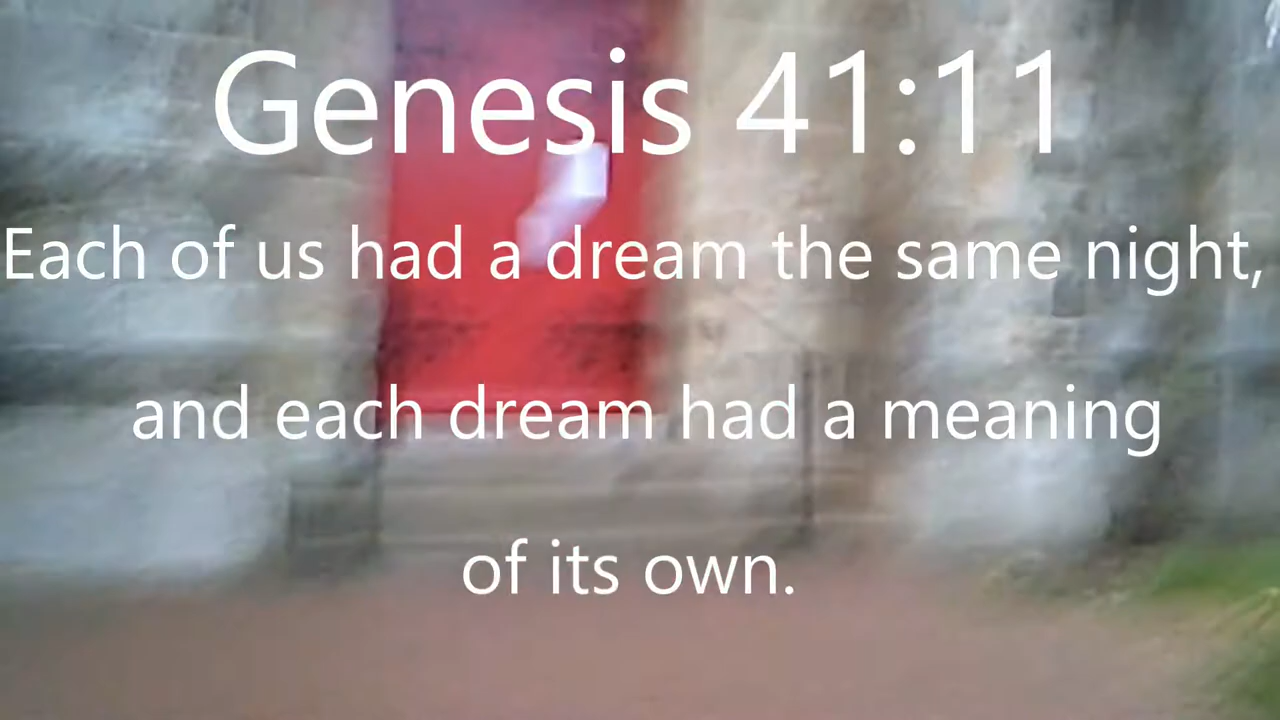 Genesis 41:11
Each of us had a dream the same night,
and each dream had a meaning
of its own.